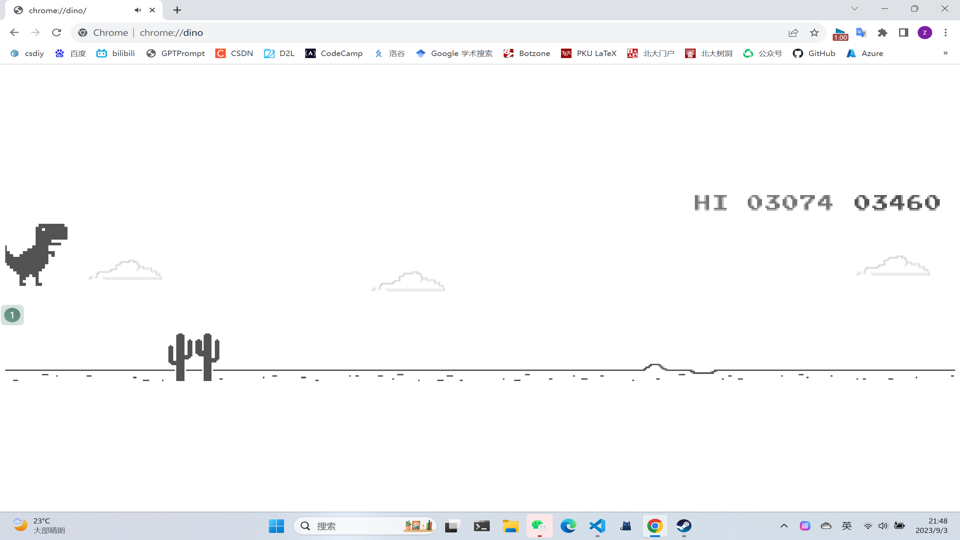 chrome://dino/
Chrome | chrome://dino
1.00
z
csdiy 百度 bilibili GPTPrompt CSDN D2L CodeCamp 洛谷 Google 学术搜索 Botzone PKU LaTeX 北大门户 北大树洞 公众号 GitHub Azure »
HI 03074 03460
1
23°C
大部晴朗
搜索
英
21:48
2023/9/3